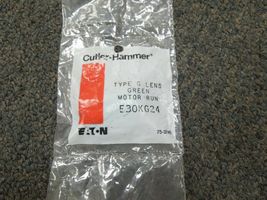 Cutler-Hammer
TYPE G LENS
GREEN
MOTOR RUN
E30KG24
EATON